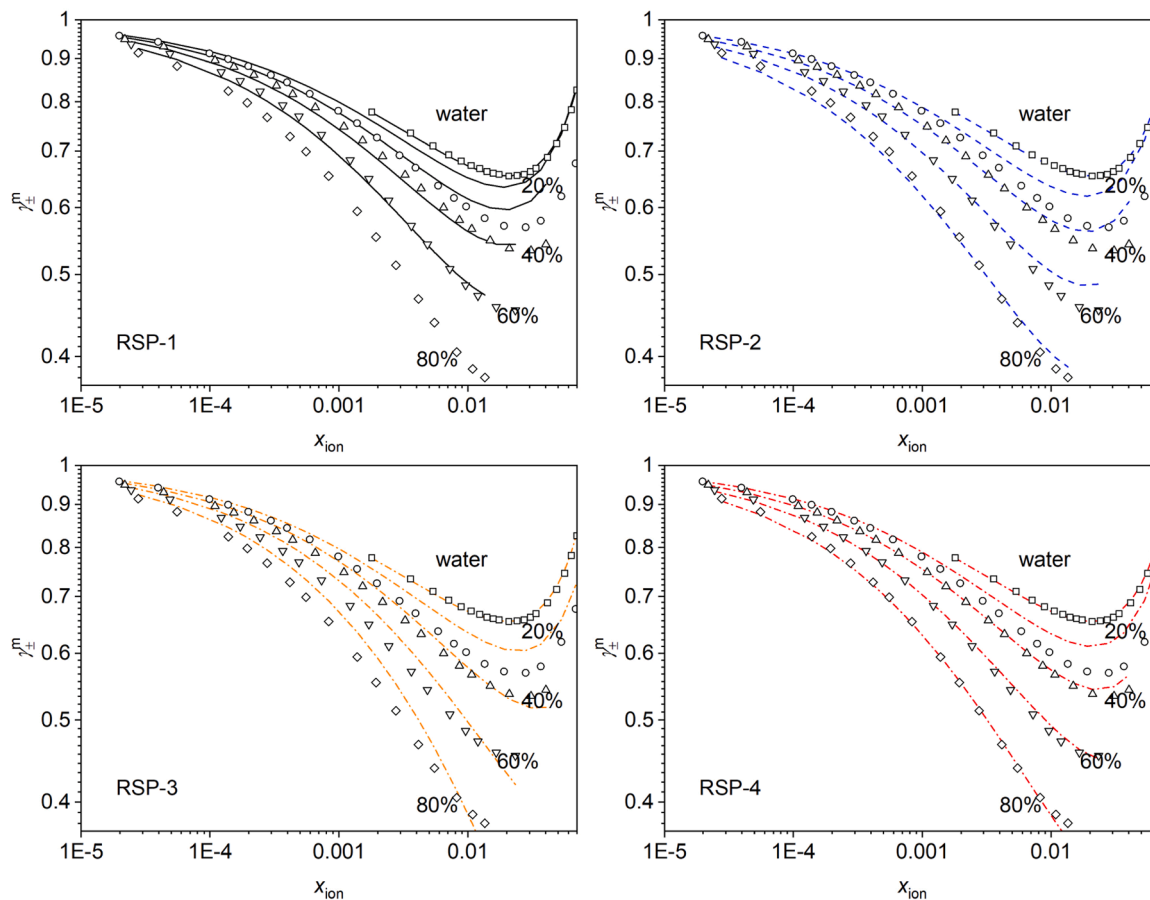 1
0.9
0.8
0.7
0.6
0.5
0.4
γ±ᵐ
water
20%
40%
60%
80%
RSP-1
1E-5
1E-4
0.001
0.01
xion
1
0.9
0.8
0.7
0.6
0.5
0.4
γ±ᵐ
water
20%
40%
60%
80%
RSP-2
1E-5
1E-4
0.001
0.01
xion
1
0.9
0.8
0.7
0.6
0.5
0.4
γ±ᵐ
water
20%
40%
60%
80%
RSP-3
1E-5
1E-4
0.001
0.01
xion
1
0.9
0.8
0.7
0.6
0.5
0.4
γ±ᵐ
water
20%
40%
60%
80%
RSP-4
1E-5
1E-4
0.001
0.01
xion